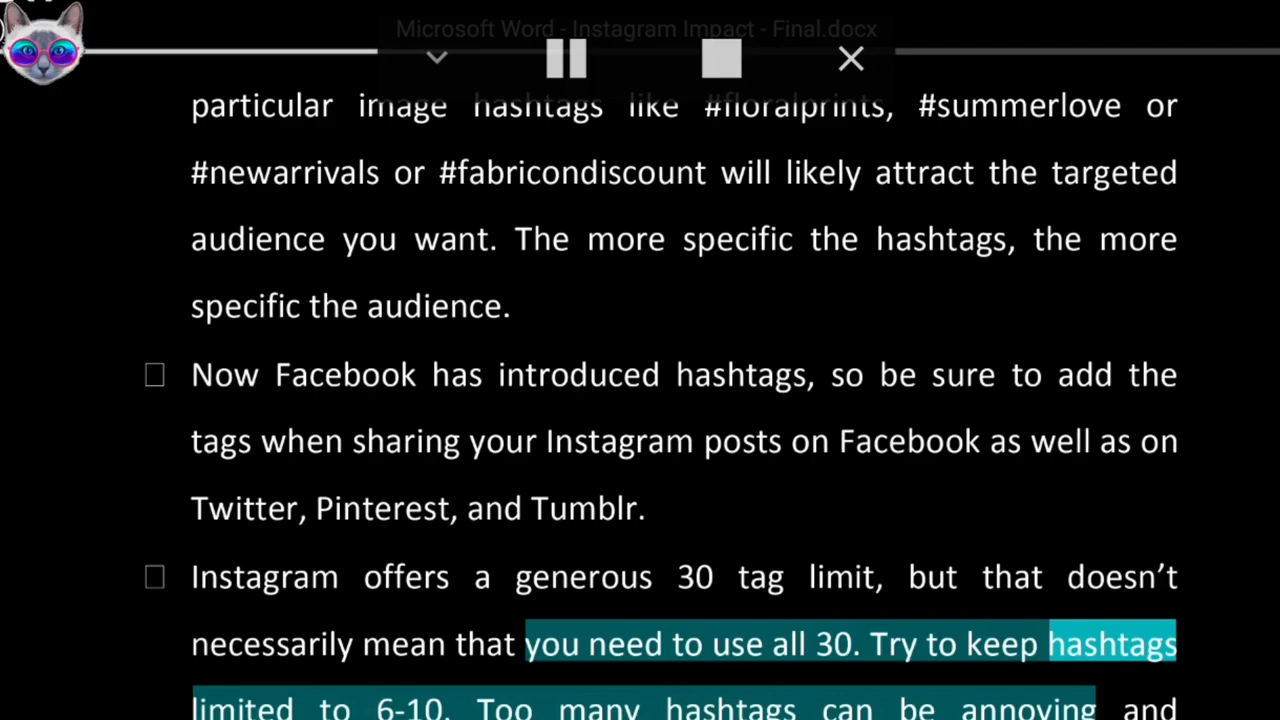 Microsoft Word - Instagram Impact - Final.docx
particular image hashtags like #floralprints, #summerlove or
#newarrivals or #fabricondiscount will likely attract the targeted
audience you want. The more specific the hashtags, the more
specific the audience.
Now Facebook has introduced hashtags, so be sure to add the
tags when sharing your Instagram posts on Facebook as well as on
Twitter, Pinterest, and Tumblr.
Instagram offers a generous 30 tag limit, but that doesn’t
necessarily mean that you need to use all 30. Try to keep hashtags
limited to 6-10. Too many hashtags can be annoying and